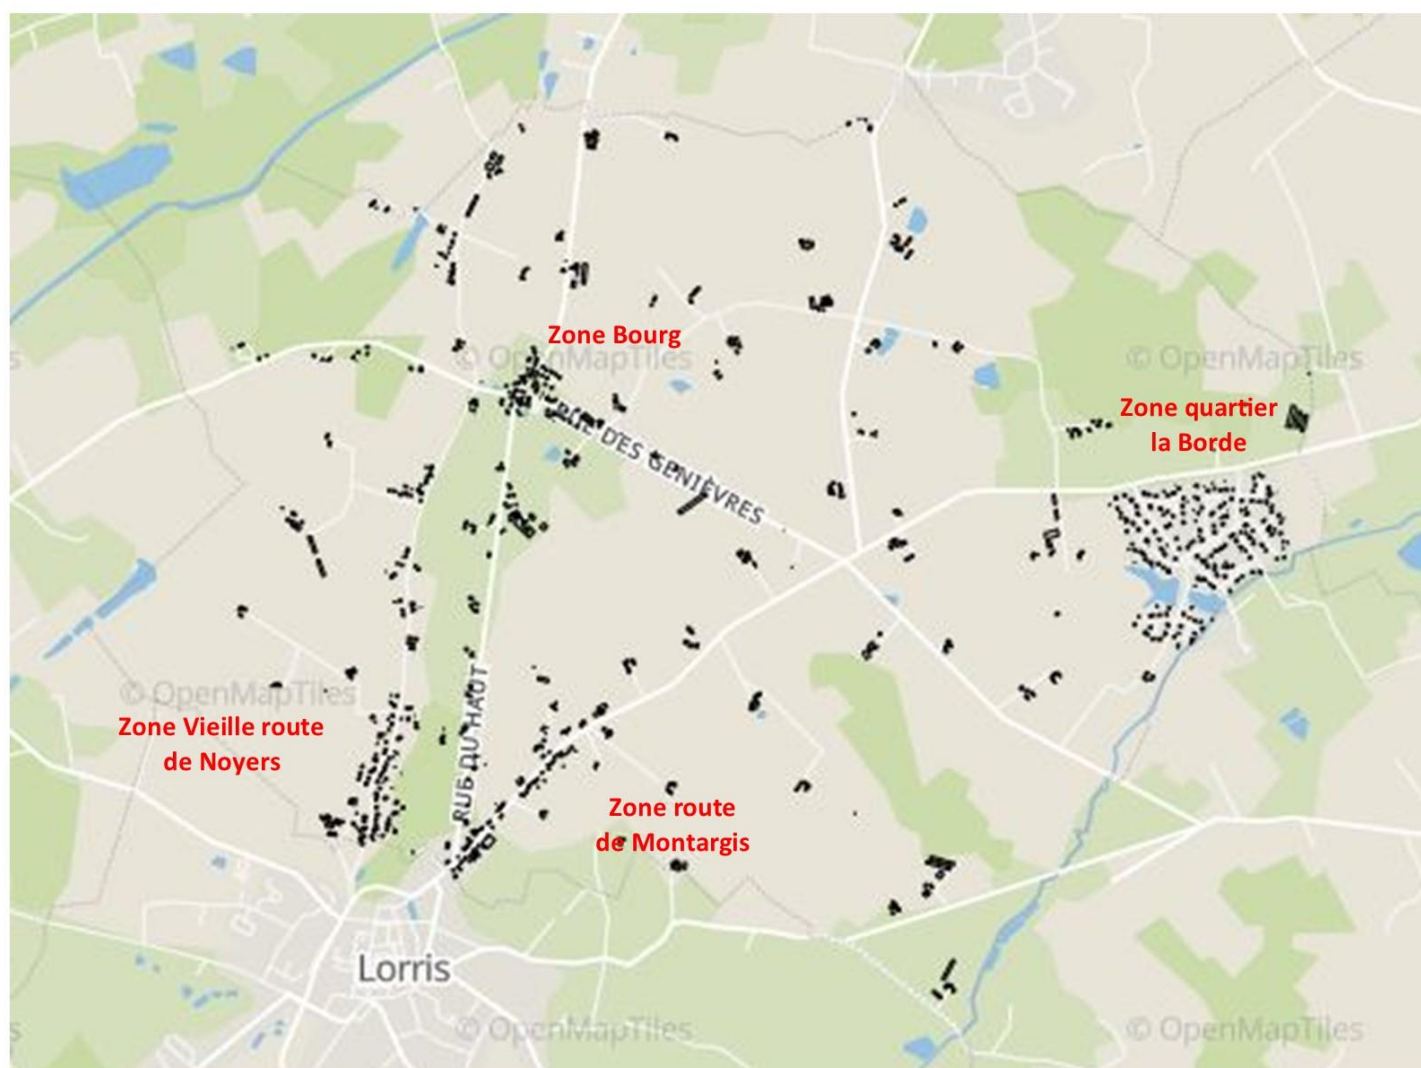 Zone Bourg
© OpenMapTiles
© OpenMapTiles
Zone quartier
la Borde
RUE DES GENIÈVRES
© OpenMapTiles
Zone Vieille route
de Noyers
RUE DU HAUT
Zone route
de Montargis
Lorris
© OpenMapTiles
© OpenMapTiles